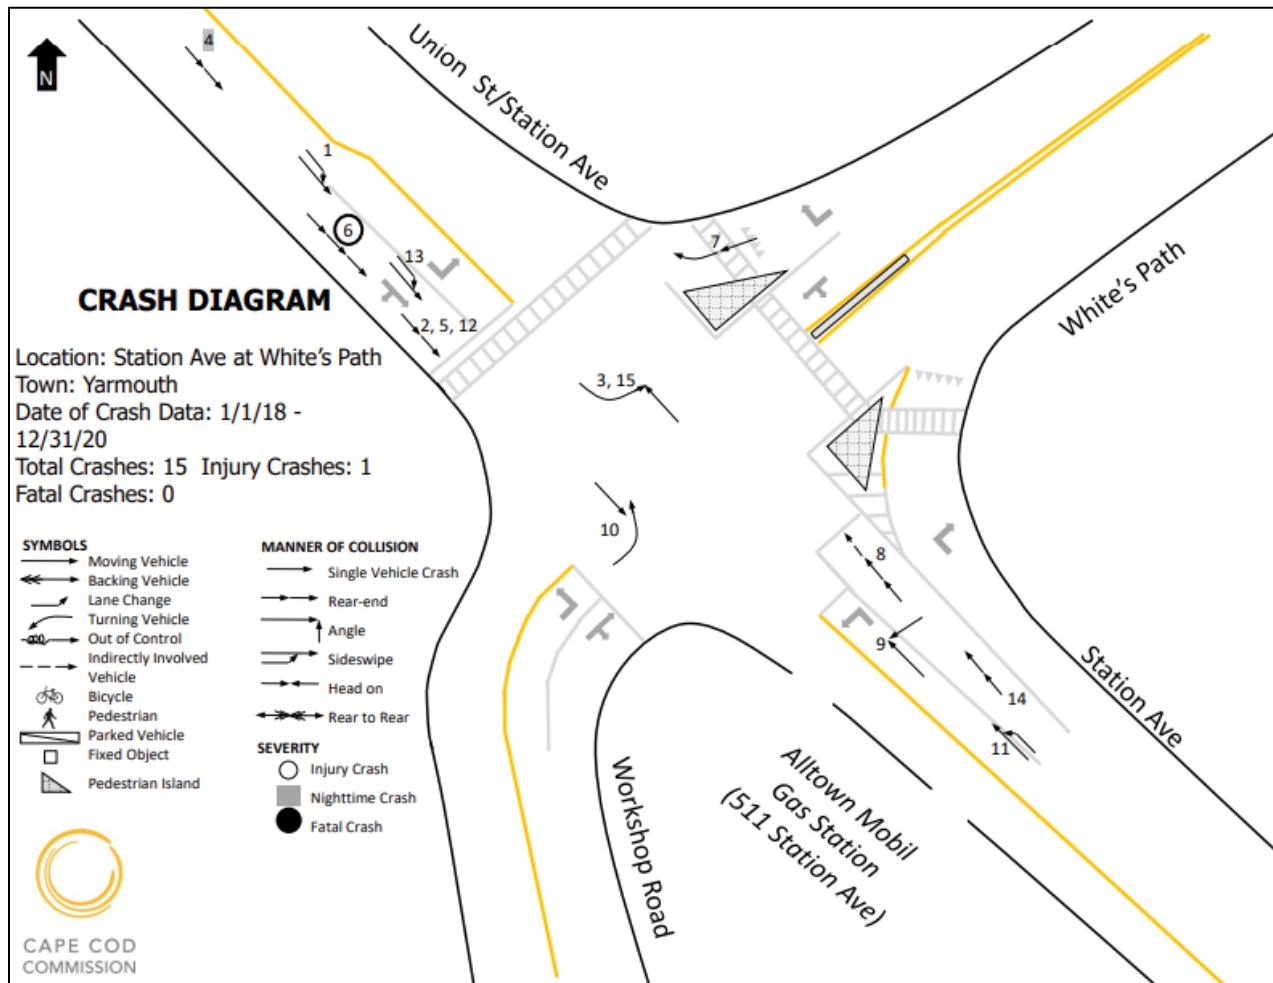 N
4
Union St/Station Ave
1
6
7
13
White's Path
CRASH DIAGRAM
2, 5, 12
Location: Station Ave at White's Path
Town: Yarmouth
Date of Crash Data: 1/1/18 -
12/31/20
Total Crashes: 15 Injury Crashes: 1
Fatal Crashes: 0
3, 15
10
8
9
14
11
Station Ave
SYMBOLS
Moving Vehicle
Backing Vehicle
Lane Change
Turning Vehicle
Out of Control
Indirectly Involved
Vehicle
Bicycle
Pedestrian
Parked Vehicle
Fixed Object
Pedestrian Island
MANNER OF COLLISION
Single Vehicle Crash
Rear-end
Angle
Sideswipe
Head on
Rear to Rear
SEVERITY
Injury Crash
Nighttime Crash
Fatal Crash
Workshop Road
Alltown Mobil
Gas Station
(511 Station Ave)
CAPE COD
COMMISSION